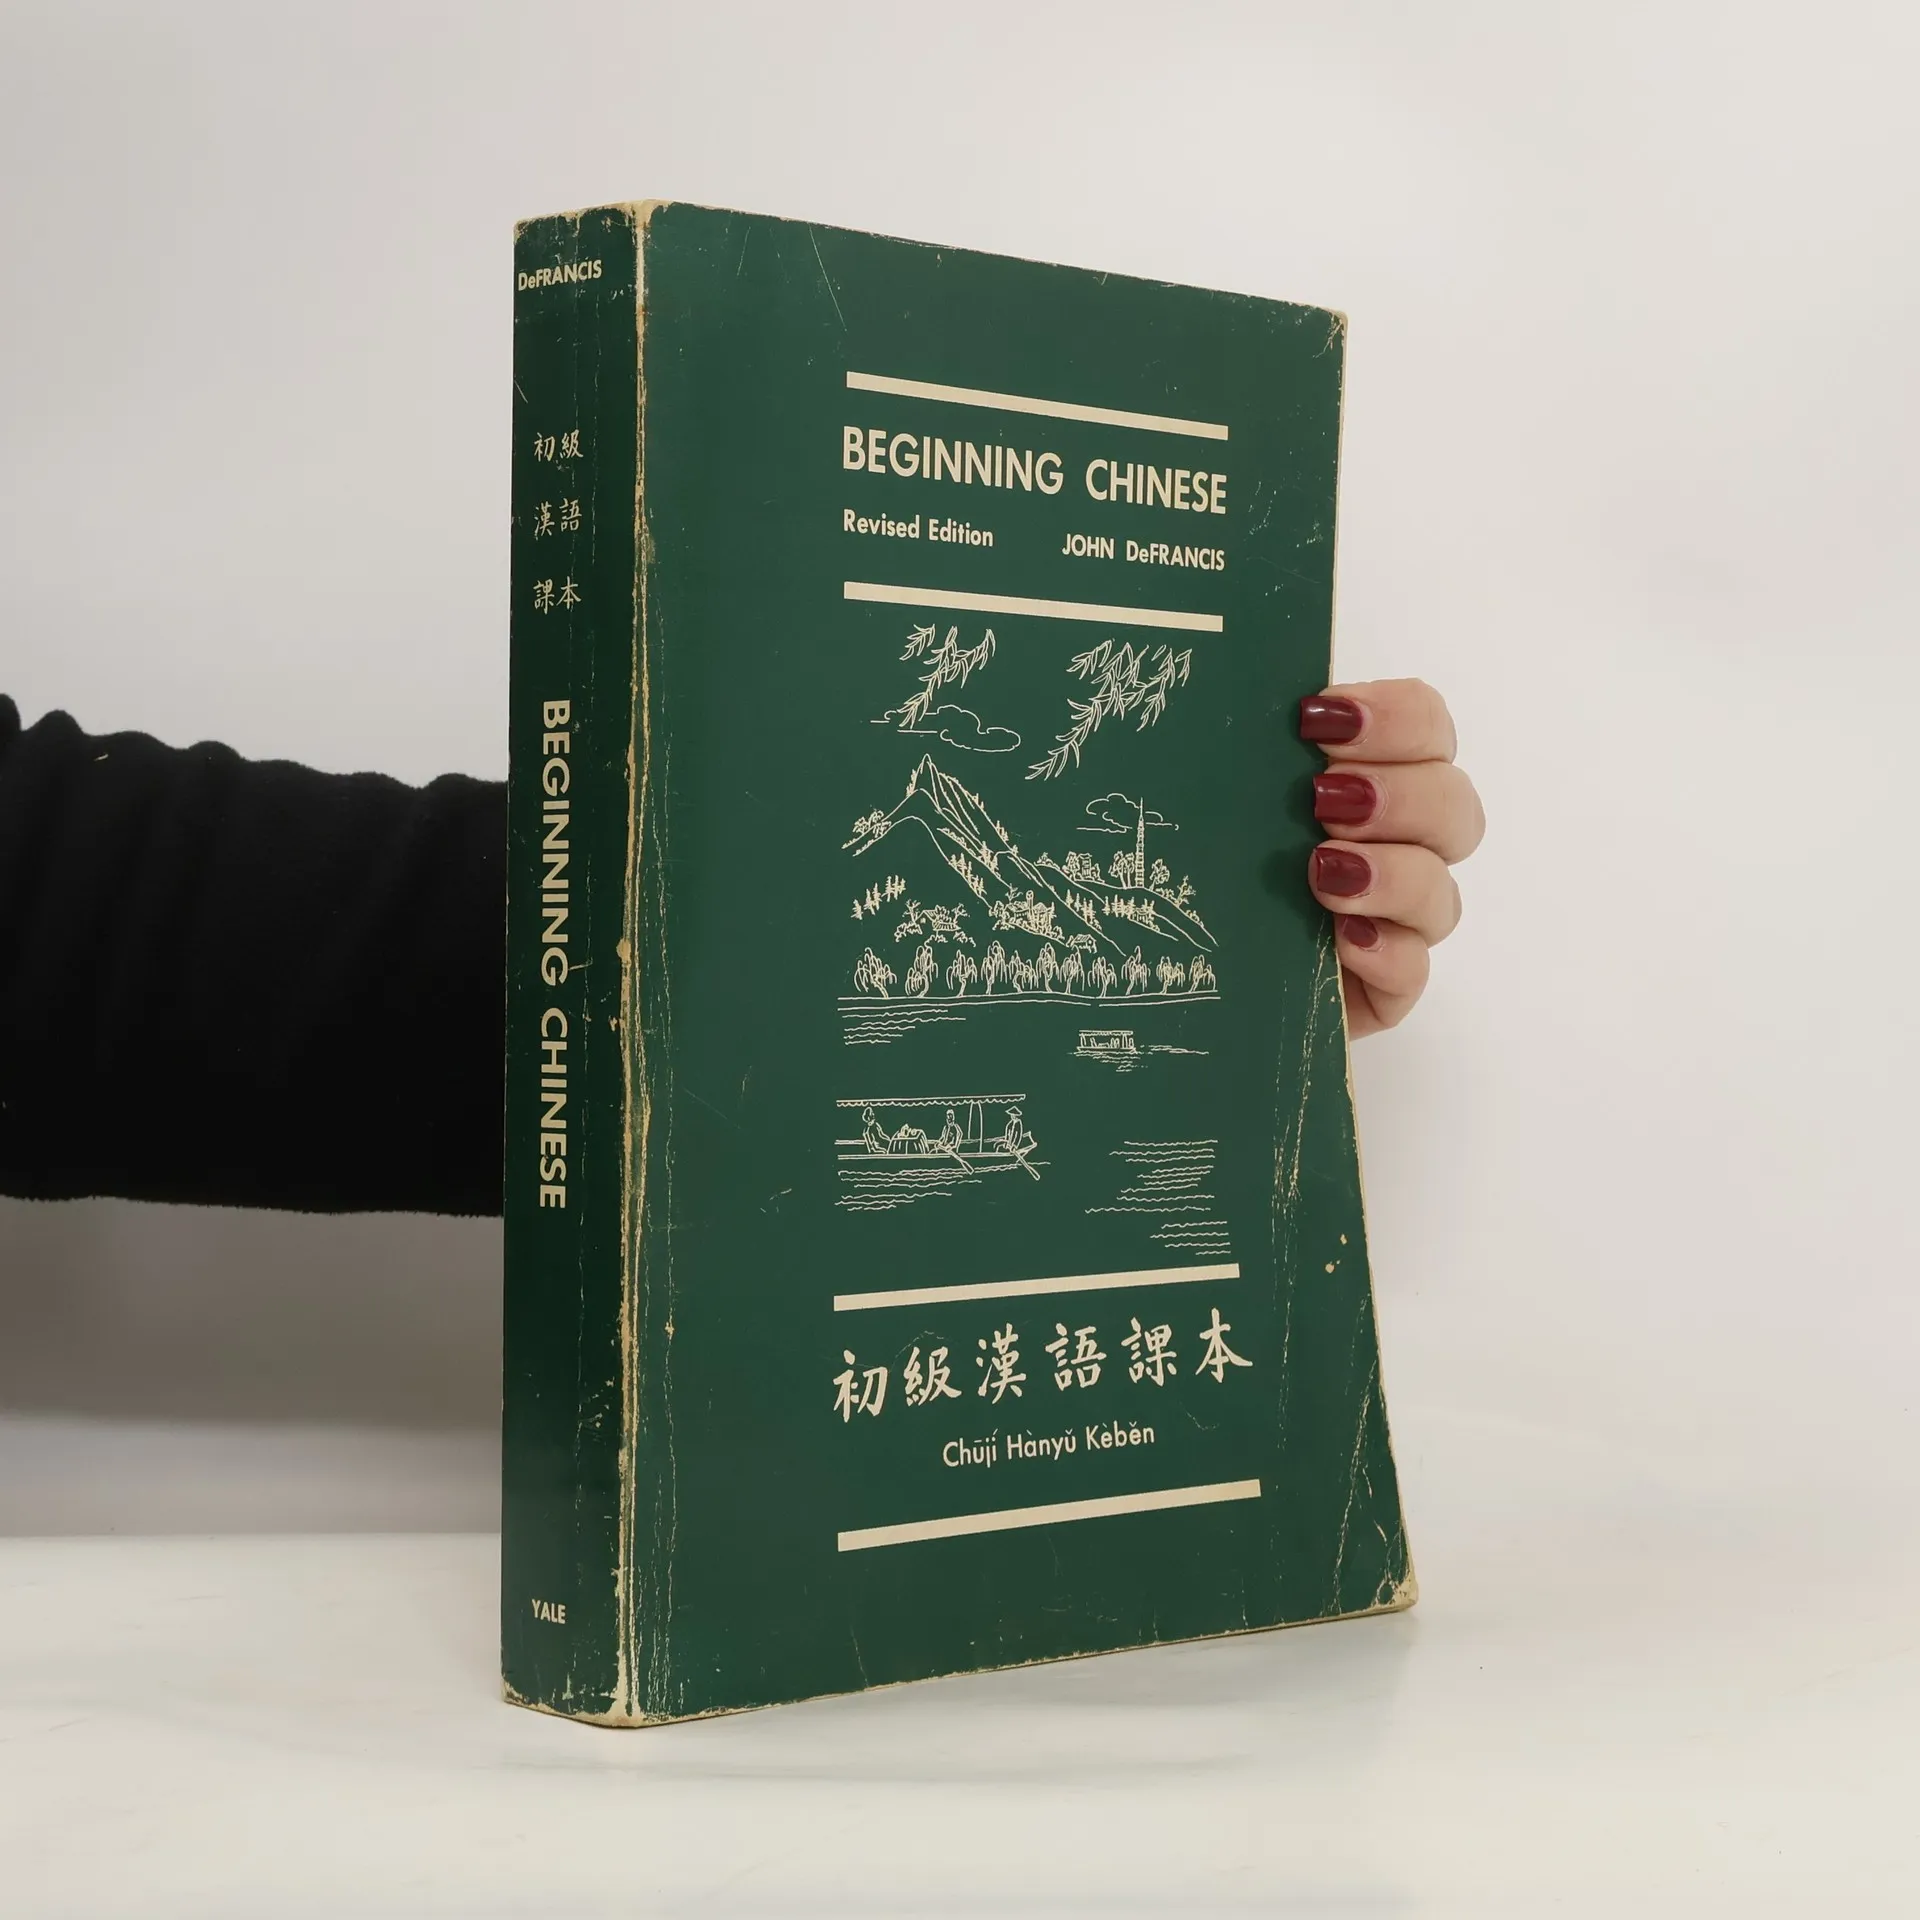 DeFRANCIS
初級
漢語
課本
BEGINNING CHINESE
YALE
BEGINNING CHINESE
Revised Edition JOHN DeFRANCIS
初級漢語課本
Chūjí Hànyǔ Kèběn